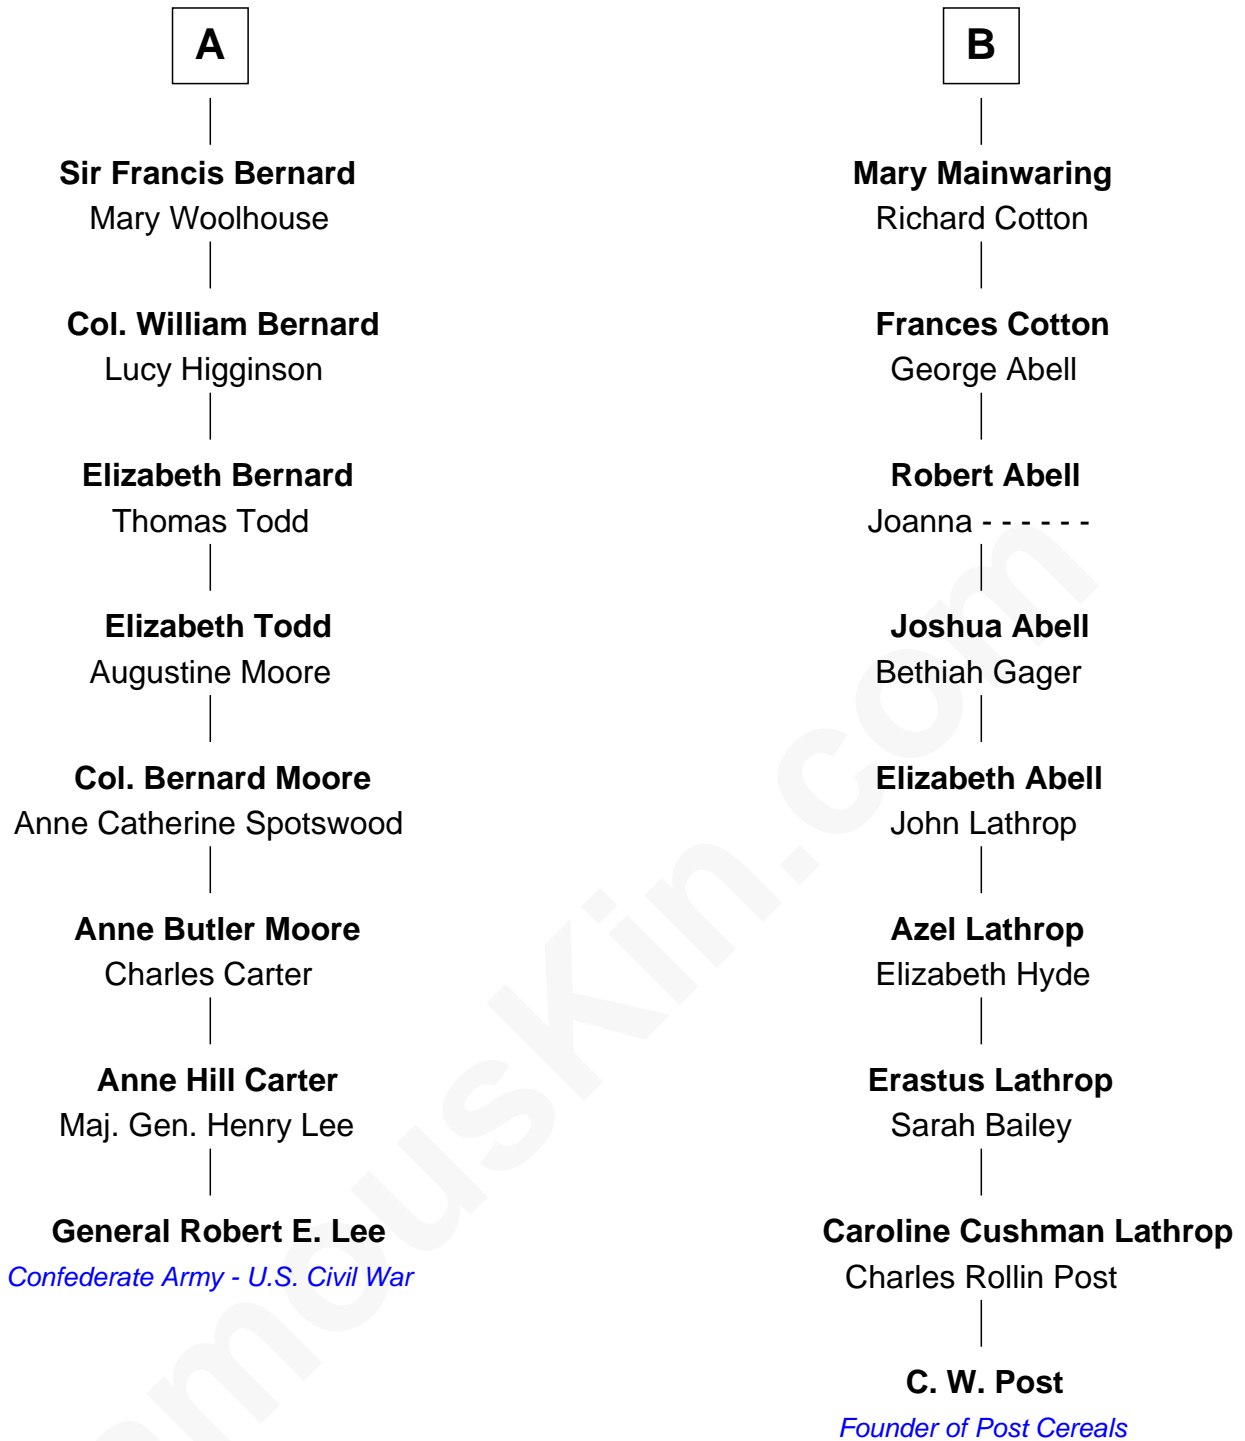 A
Sir Francis Bernard
Mary Woolhouse
Col. William Bernard
Lucy Higginson
Elizabeth Bernard
Thomas Todd
Elizabeth Todd
Augustine Moore
Col. Bernard Moore
Anne Catherine Spotswood
Anne Butler Moore
Charles Carter
Anne Hill Carter
Maj. Gen. Henry Lee
General Robert E. Lee
Confederate Army - U.S. Civil War
B
Mary Mainwaring
Richard Cotton
Frances Cotton
George Abell
Robert Abell
Joanna - - - - - -
Joshua Abell
Bethiah Gager
Elizabeth Abell
John Lathrop
Azel Lathrop
Elizabeth Hyde
Erastus Lathrop
Sarah Bailey
Caroline Cushman Lathrop
Charles Rollin Post
C. W. Post
Founder of Post Cereals
amousKin.com